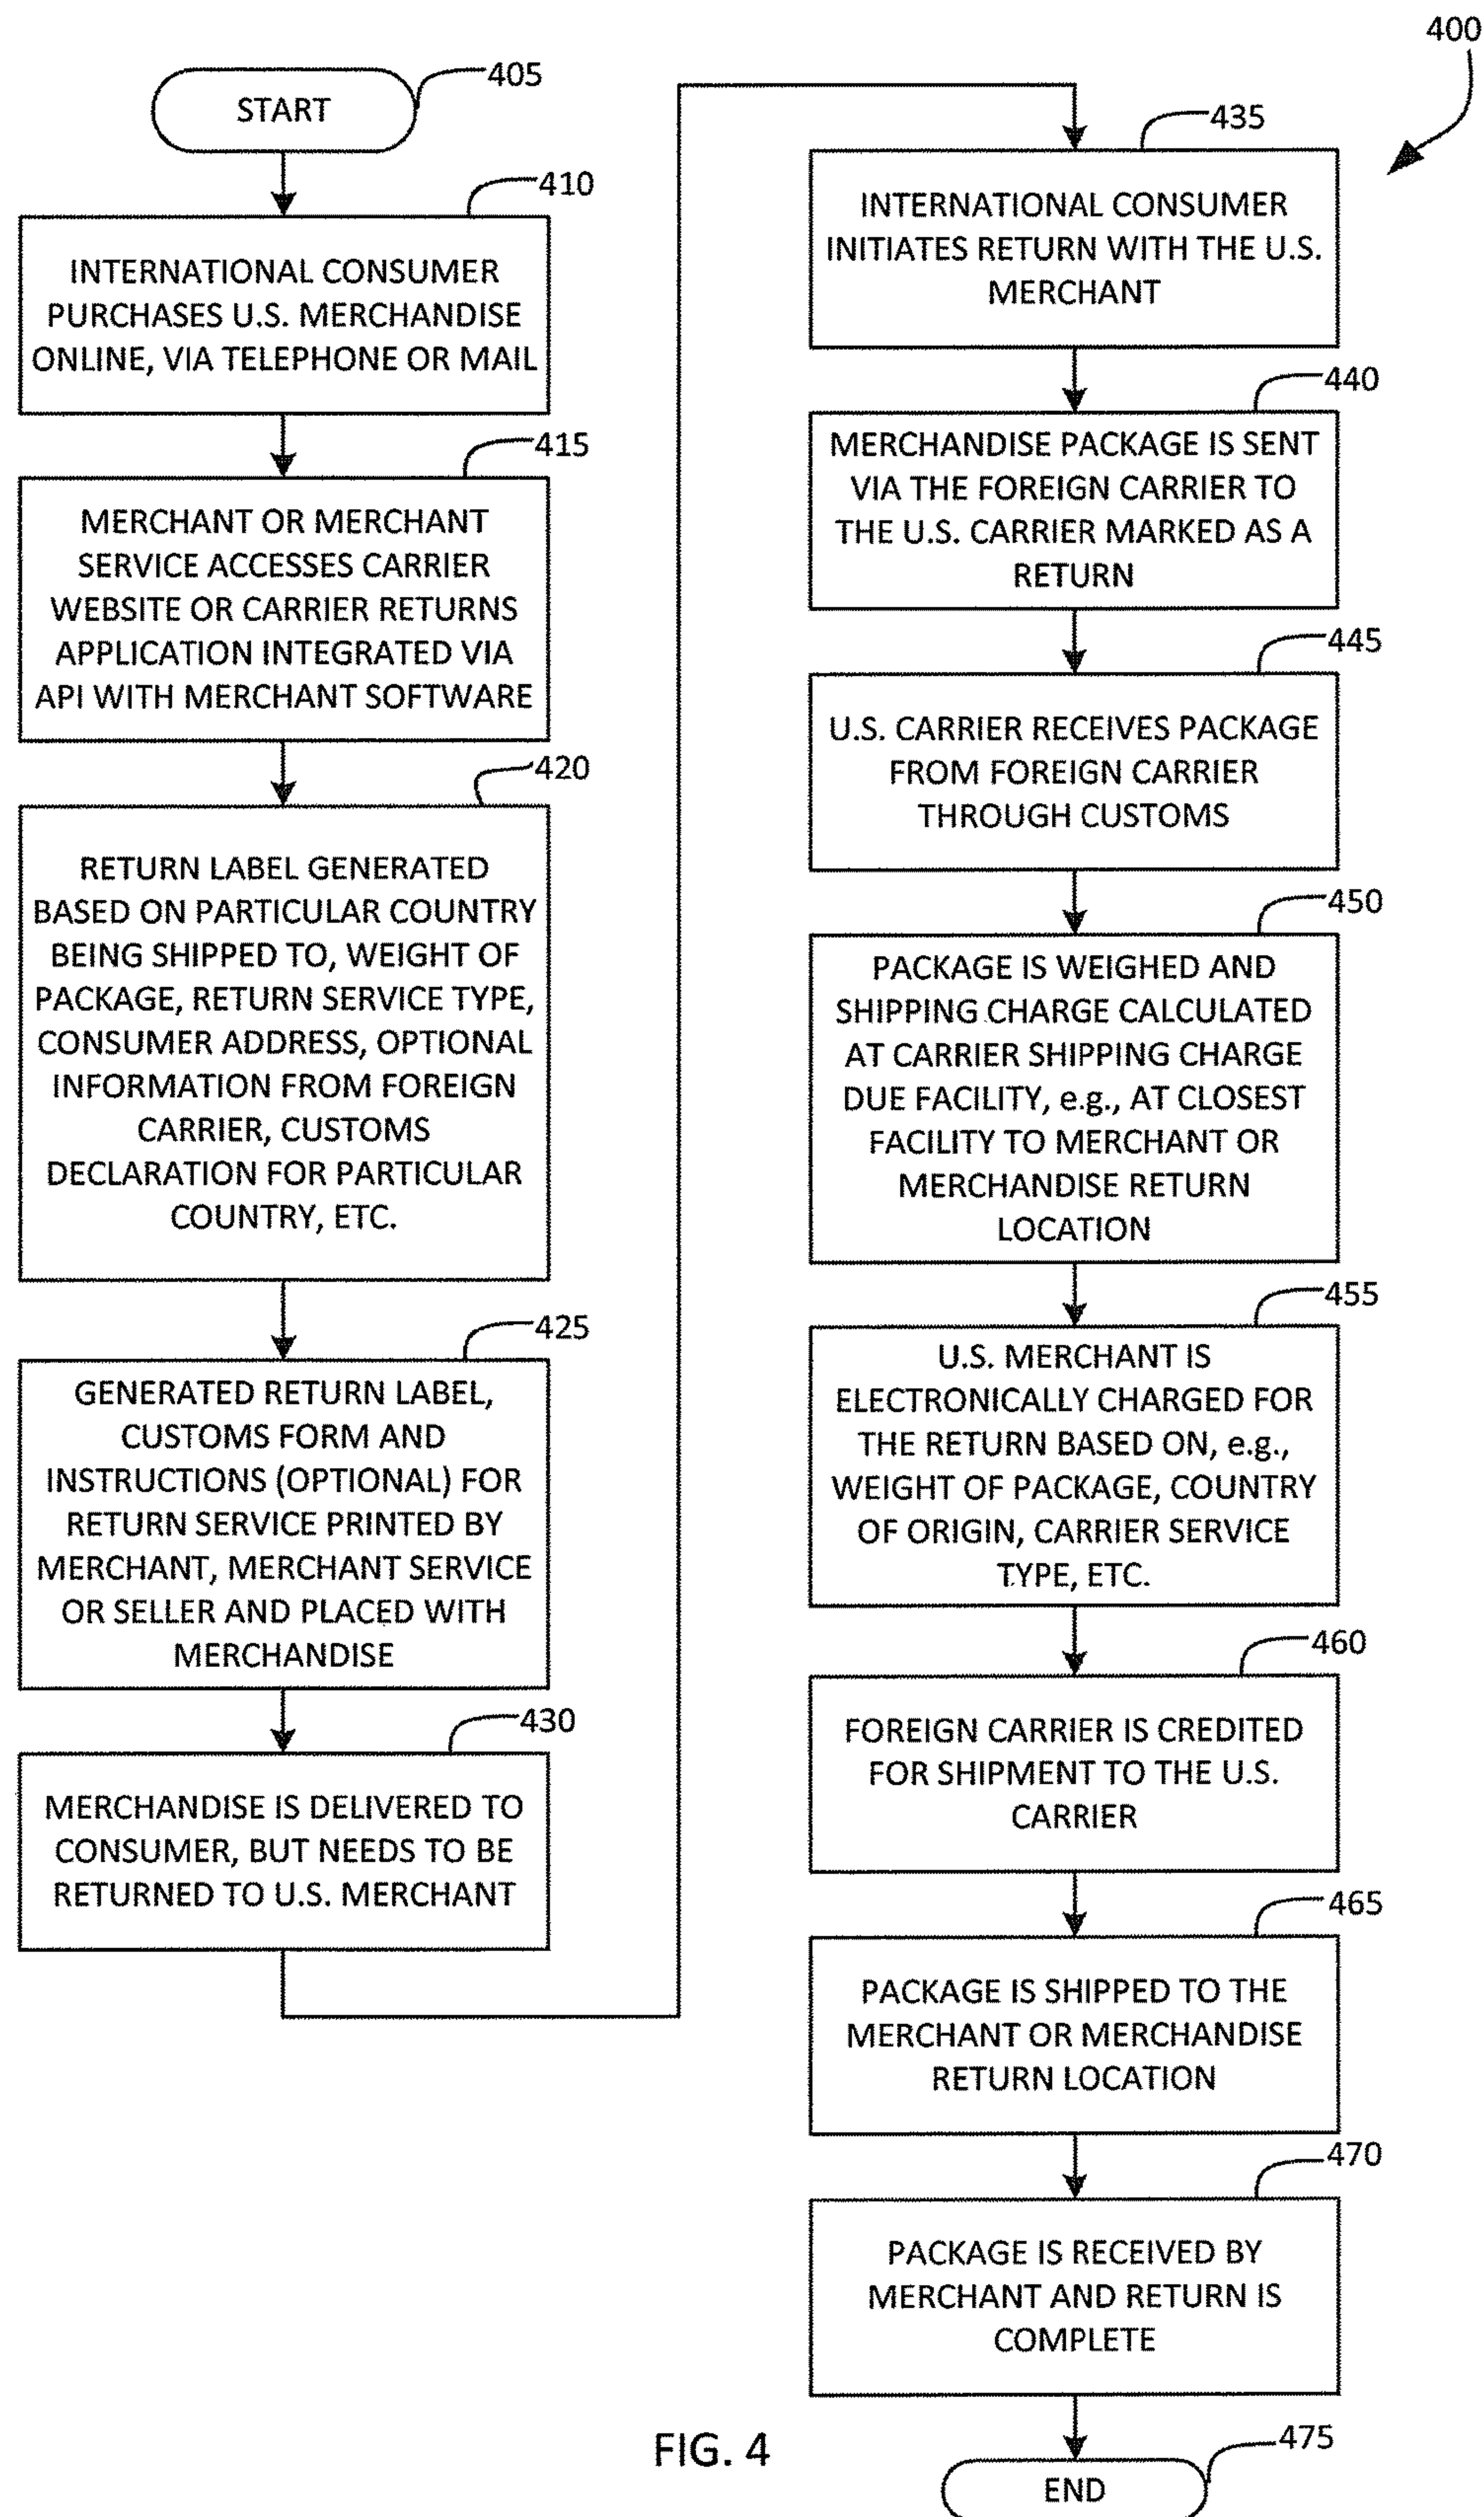 400
405
START
410
INTERNATIONAL CONSUMER
PURCHASES U.S. MERCHANDISE
ONLINE, VIA TELEPHONE OR MAIL
415
MERCHANT OR MERCHANT
SERVICE ACCESSES CARRIER
WEBSITE OR CARRIER RETURNS
APPLICATION INTEGRATED VIA
API WITH MERCHANT SOFTWARE
420
RETURN LABEL GENERATED
BASED ON PARTICULAR COUNTRY
BEING SHIPPED TO, WEIGHT OF
PACKAGE, RETURN SERVICE TYPE,
CONSUMER ADDRESS, OPTIONAL
INFORMATION FROM FOREIGN
CARRIER, CUSTOMS
DECLARATION FOR PARTICULAR
COUNTRY, ETC.
425
GENERATED RETURN LABEL,
CUSTOMS FORM AND
INSTRUCTIONS (OPTIONAL) FOR
RETURN SERVICE PRINTED BY
MERCHANT, MERCHANT SERVICE
OR SELLER AND PLACED WITH
MERCHANDISE
430
MERCHANDISE IS DELIVERED TO
CONSUMER, BUT NEEDS TO BE
RETURNED TO U.S. MERCHANT
435
INTERNATIONAL CONSUMER
INITIATES RETURN WITH THE U.S.
MERCHANT
440
MERCHANDISE PACKAGE IS SENT
VIA THE FOREIGN CARRIER TO
THE U.S. CARRIER MARKED AS A
RETURN
445
U.S. CARRIER RECEIVES PACKAGE
FROM FOREIGN CARRIER
THROUGH CUSTOMS
450
PACKAGE IS WEIGHED AND
SHIPPING CHARGE CALCULATED
AT CARRIER SHIPPING CHARGE
DUE FACILITY, e.g., AT CLOSEST
FACILITY TO MERCHANT OR
MERCHANDISE RETURN
LOCATION
455
U.S. MERCHANT IS
ELECTRONICALLY CHARGED FOR
THE RETURN BASED ON, e.g.,
WEIGHT OF PACKAGE, COUNTRY
OF ORIGIN, CARRIER SERVICE
TYPE, ETC.
460
FOREIGN CARRIER IS CREDITED
FOR SHIPMENT TO THE U.S.
CARRIER
465
PACKAGE IS SHIPPED TO THE
MERCHANT OR MERCHANDISE
RETURN LOCATION
470
PACKAGE IS RECEIVED BY
MERCHANT AND RETURN IS
COMPLETE
475
END
FIG. 4